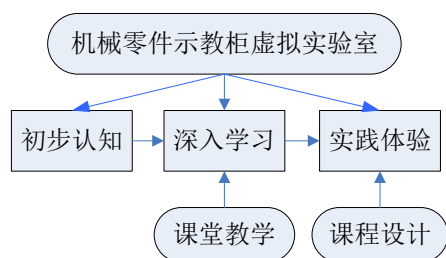 机械零件示教柜虚拟实验室
初步认知
深入学习
实践体验
课堂教学
课程设计